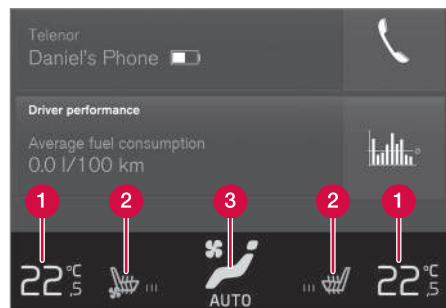 Telenor
Daniel's Phone
Driver performance
Average fuel consumption
0.0 l/100 km
1
2
3
2
1
22 °C ,5
AUTO
22 °C ,5